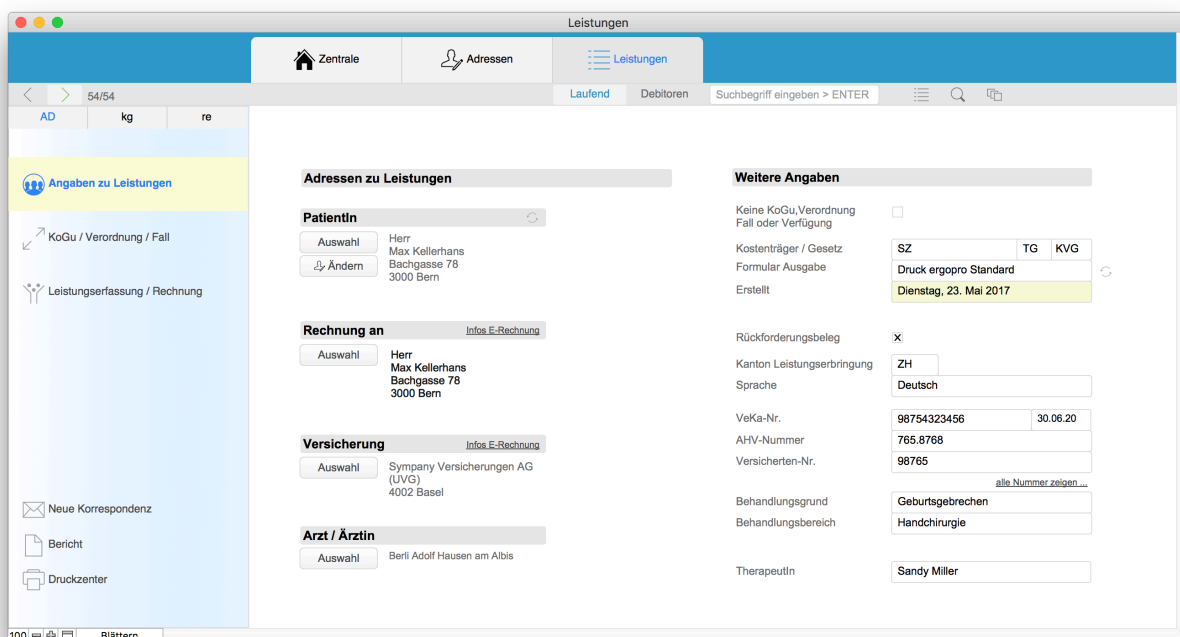 Leistungen
Zentrale
Adressen
Leistungen
54/54
Laufend
Debitoren
Suchbegriff eingeben > ENTER
AD
kg
re
Angaben zu Leistungen
KoGu / Verordnung / Fall
Leistungserfassung / Rechnung
Neue Korrespondenz
Bericht
Druckzenter
Adressen zu Leistungen
PatientIn
Auswahl
Ändern
Herr
Max Kellerhans
Bachgasse 78
3000 Bern
Rechnung an
Infos E-Rechnung
Auswahl
Herr
Max Kellerhans
Bachgasse 78
3000 Bern
Versicherung
Infos E-Rechnung
Auswahl
Sympany Versicherungen AG
(UVG)
4002 Basel
Arzt / Ärztin
Auswahl
Berli Adolf Hausen am Albis
Weitere Angaben
Keine KoGu,Verordnung
Fall oder Verfügung
Kostenträger / Gesetz
SZ
TG
KVG
Formular Ausgabe
Druck ergopro Standard
Erstellt
Dienstag, 23. Mai 2017
Rückforderungsbeleg
X
Kanton Leistungserbringung
ZH
Sprache
Deutsch
VeKa-Nr.
98754323456
30.06.20
AHV-Nummer
765.8768
Versicherten-Nr.
98765
alle Nummer zeigen ...
Behandlungsgrund
Geburtsgebrechen
Behandlungsbereich
Handchirurgie
TherapeutIn
Sandy Miller
100
Blättern